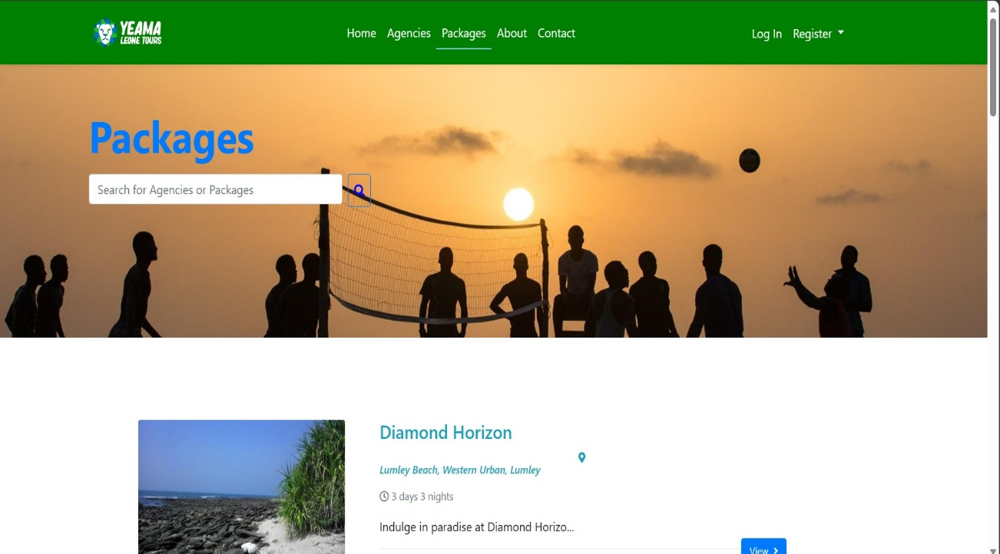 YEAMA
LEONE TOURS
Home Agencies Packages About Contact
Log In Register
Packages
Search for Agencies or Packages
Diamond Horizon
Lumley Beach, Western Urban, Lumley
3 days 3 nights
Indulge in paradise at Diamond Horizo...
View